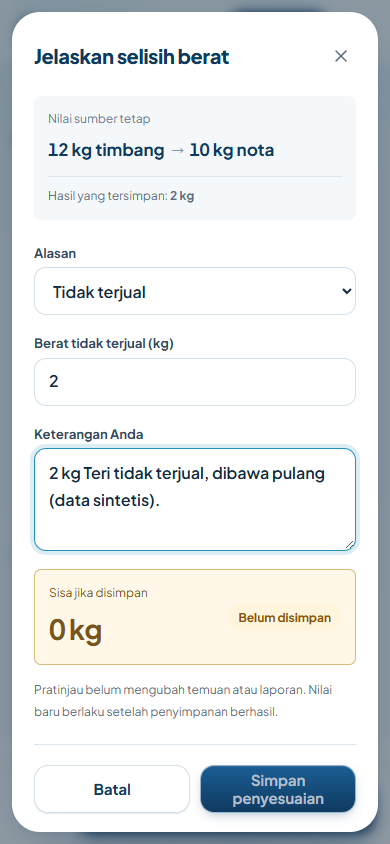 Jelaskan selisih berat
Nilai sumber tetap
12 kg timbang → 10 kg nota
Hasil yang tersimpan: 2 kg
Alasan
Tidak terjual
Berat tidak terjual (kg)
2
Keterangan Anda
2 kg Teri tidak terjual, dibawa pulang
(data sintetis).
Sisa jika disimpan
0 kg
Belum disimpan
Pratinjau belum mengubah temuan atau laporan. Nilai
baru berlaku setelah penyimpanan berhasil.
Batal
Simpan
penyesuaian